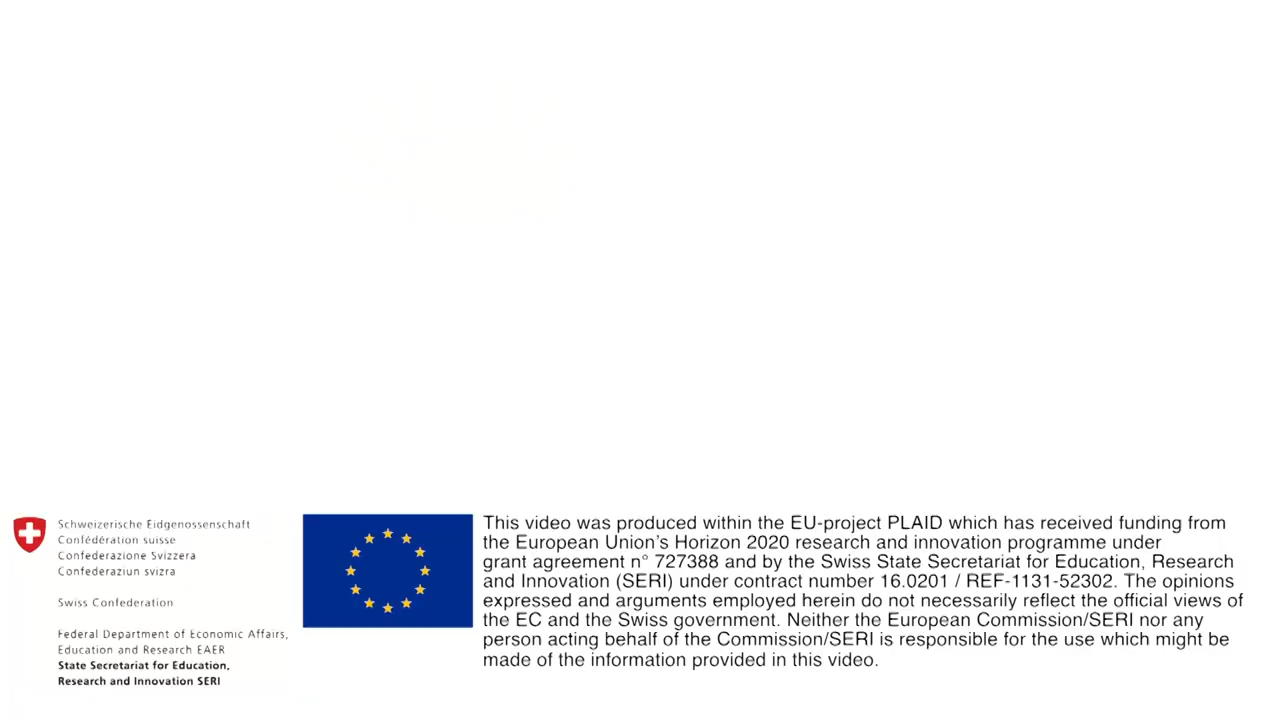 Schweizerische Eidgenossenschaft
Confédération suisse
Confederazione Svizzera
Confederaziun svizra
Swiss Confederation
Federal Department of Economic Affairs,
Education and Research EAER
State Secretariat for Education,
Research and Innovation SERI
This video was produced within the EU-project PLAID which has received funding from
the European Union's Horizon 2020 research and innovation programme under
grant agreement n° 727388 and by the Swiss State Secretariat for Education, Research
and Innovation (SERI) under contract number 16.0201 / REF-1131-52302. The opinions
expressed and arguments employed herein do not necessarily reflect the official views of
the EC and the Swiss government. Neither the European Commission/SERI nor any
person acting behalf of the Commission/SERI is responsible for the use which might be
made of the information provided in this video.